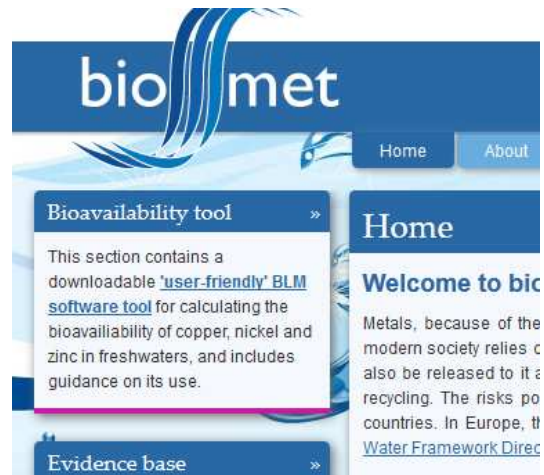 bio met
Home
About
Bioavailability tool »
This section contains a
downloadable 'user-friendly' BLM
software tool for calculating the
bioavailiability of copper, nickel and
zinc in freshwaters, and includes
guidance on its use.
Evidence base »
Home
Welcome to bio
Metals, because of the
modern society relies
also be released to it
recycling. The risks
countries. In Europe,
Water Framework